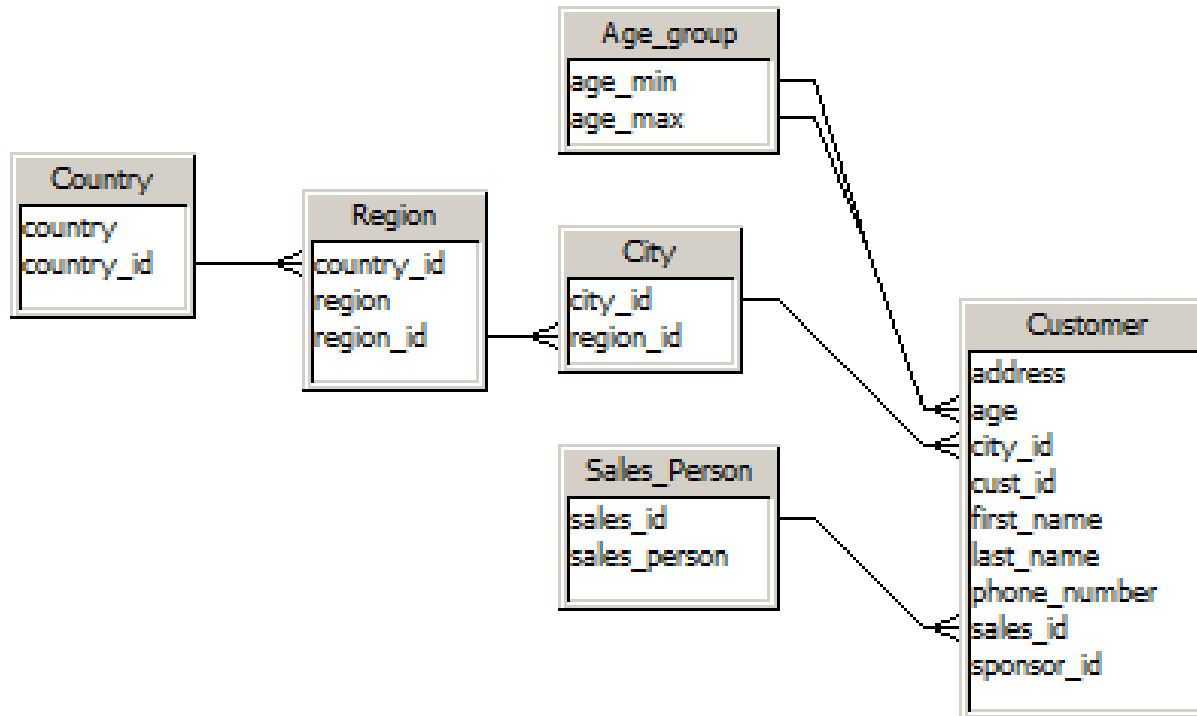 Age_group
age_min
age_max
Country
country
country_id
Region
country_id
region
region_id
City
city_id
region_id
Sales_Person
sales_id
sales_person
Customer
address
age
city_id
cust_id
first_name
last_name
phone_number
sales_id
sponsor_id